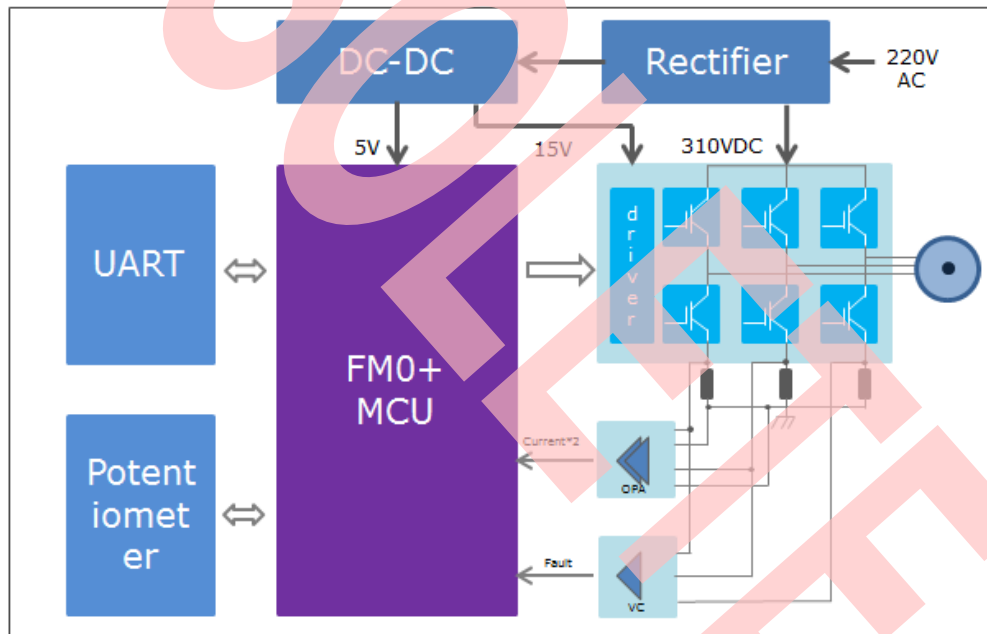 DC-DC
Rectifier
220V
AC
5V
15V
310VDC
UART
driver
FM0+
MCU
Potent
iomet
er
Current*2
OPA
Fault
VC